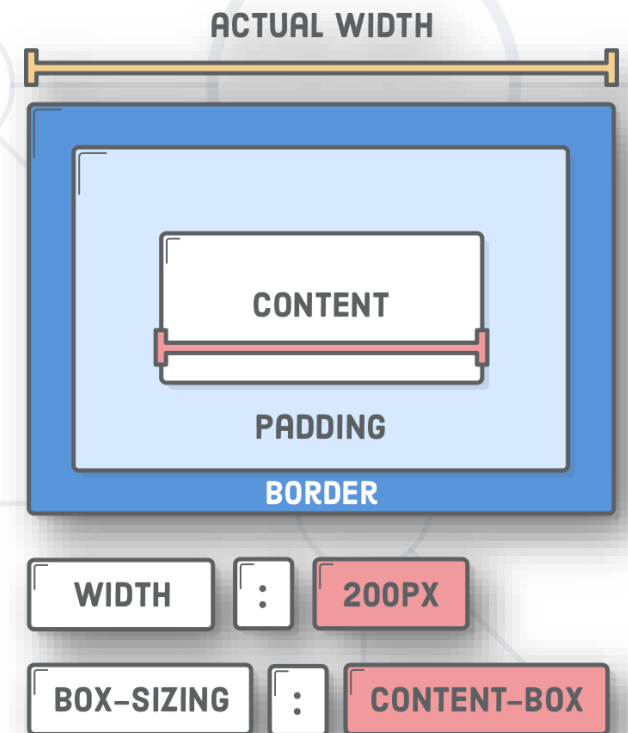 ACTUAL WIDTH
CONTENT
PADDING
BORDER
WIDTH : 200PX
BOX-SIZING : CONTENT-BOX